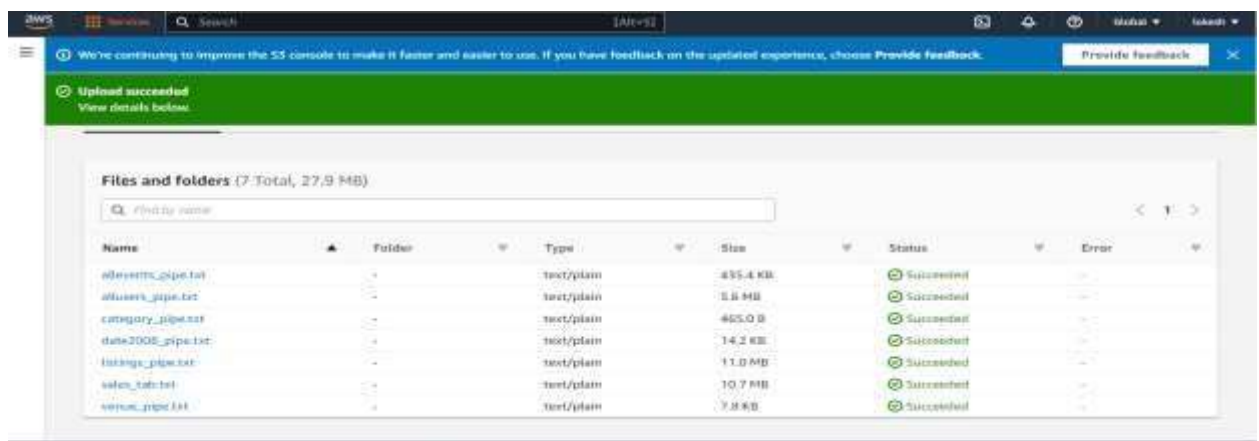 aws Services Search [Alt+S] Global lokesh
We're continuing to improve the S3 console to make it faster and easier to use. If you have feedback on the updated experience, choose Provide feedback. Provide feedback
Upload succeeded
View details below.
Files and folders (7 Total, 27.9 MB)
Find by name 1
Name Folder Type Size Status Error
allevents_pipe.txt - text/plain 435.4 KB Succeeded -
allusers_pipe.txt - text/plain 5.6 MB Succeeded -
category_pipe.txt - text/plain 465.0 B Succeeded -
date2008_pipe.txt - text/plain 14.2 KB Succeeded -
listings_pipe.txt - text/plain 11.0 MB Succeeded -
sales_tab.txt - text/plain 10.7 MB Succeeded -
venue_pipe.txt - text/plain 7.8 KB Succeeded -